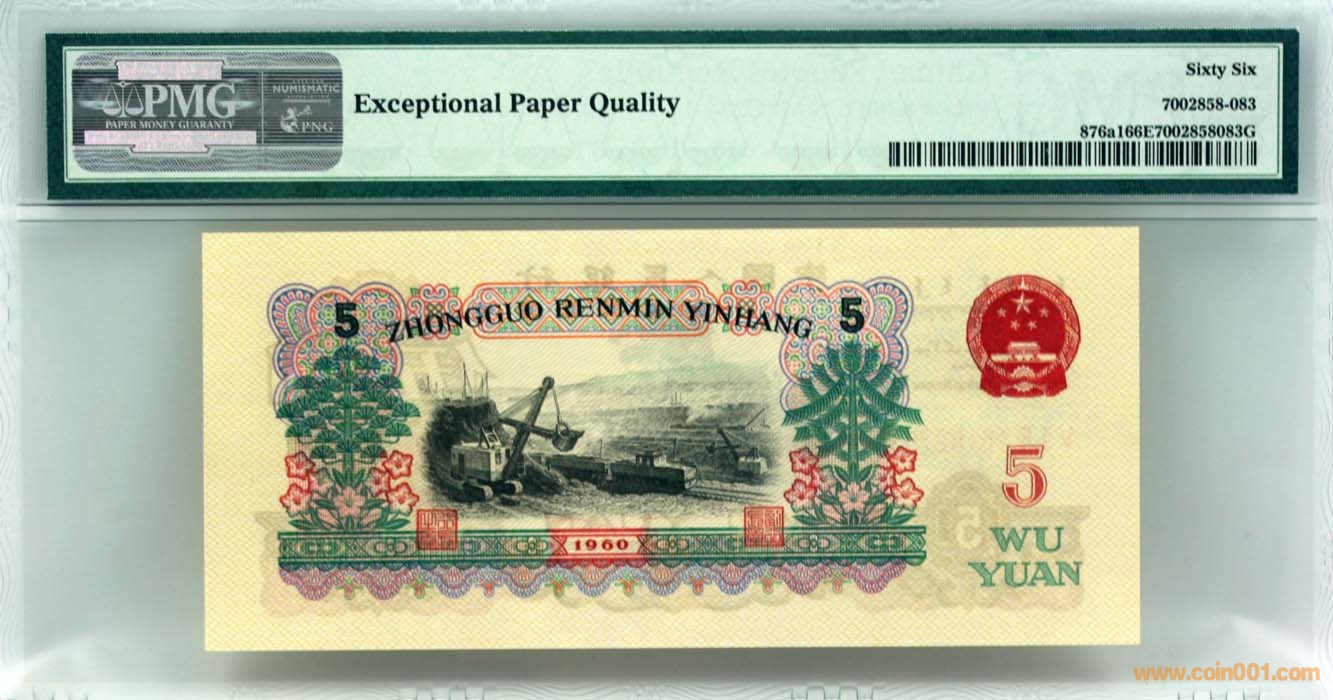 PMG
PAPER MONEY GUARANTY
NUMISMATIC
PNG
Exceptional Paper Quality
Sixty Six
7002858-083
876a166E7002858083G
5
ZHONGGUO RENMIN YINHANG
5
5
WU
YUAN
1960
www.coin001.com